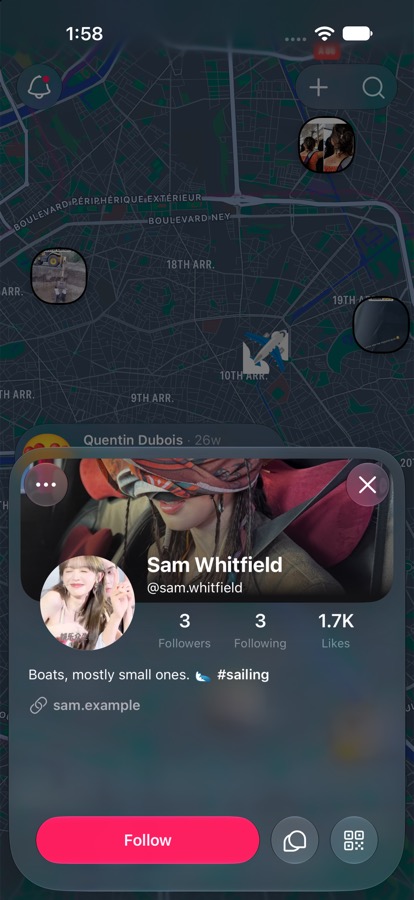 1:58
BOULEVARD PÉRIPHÉRIQUE EXTÉRIEUR
BOULEVARD NEY
18TH ARR.
ARR.
19TH ARR.
10TH ARR.
TH ARR.
9TH ARR.
20T
Quentin Dubois · 26w
Sam Whitfield
@sam.whitfield
3 3 1.7K
Followers Following Likes
Boats, mostly small ones. 🌊 #sailing
sam.example
Follow